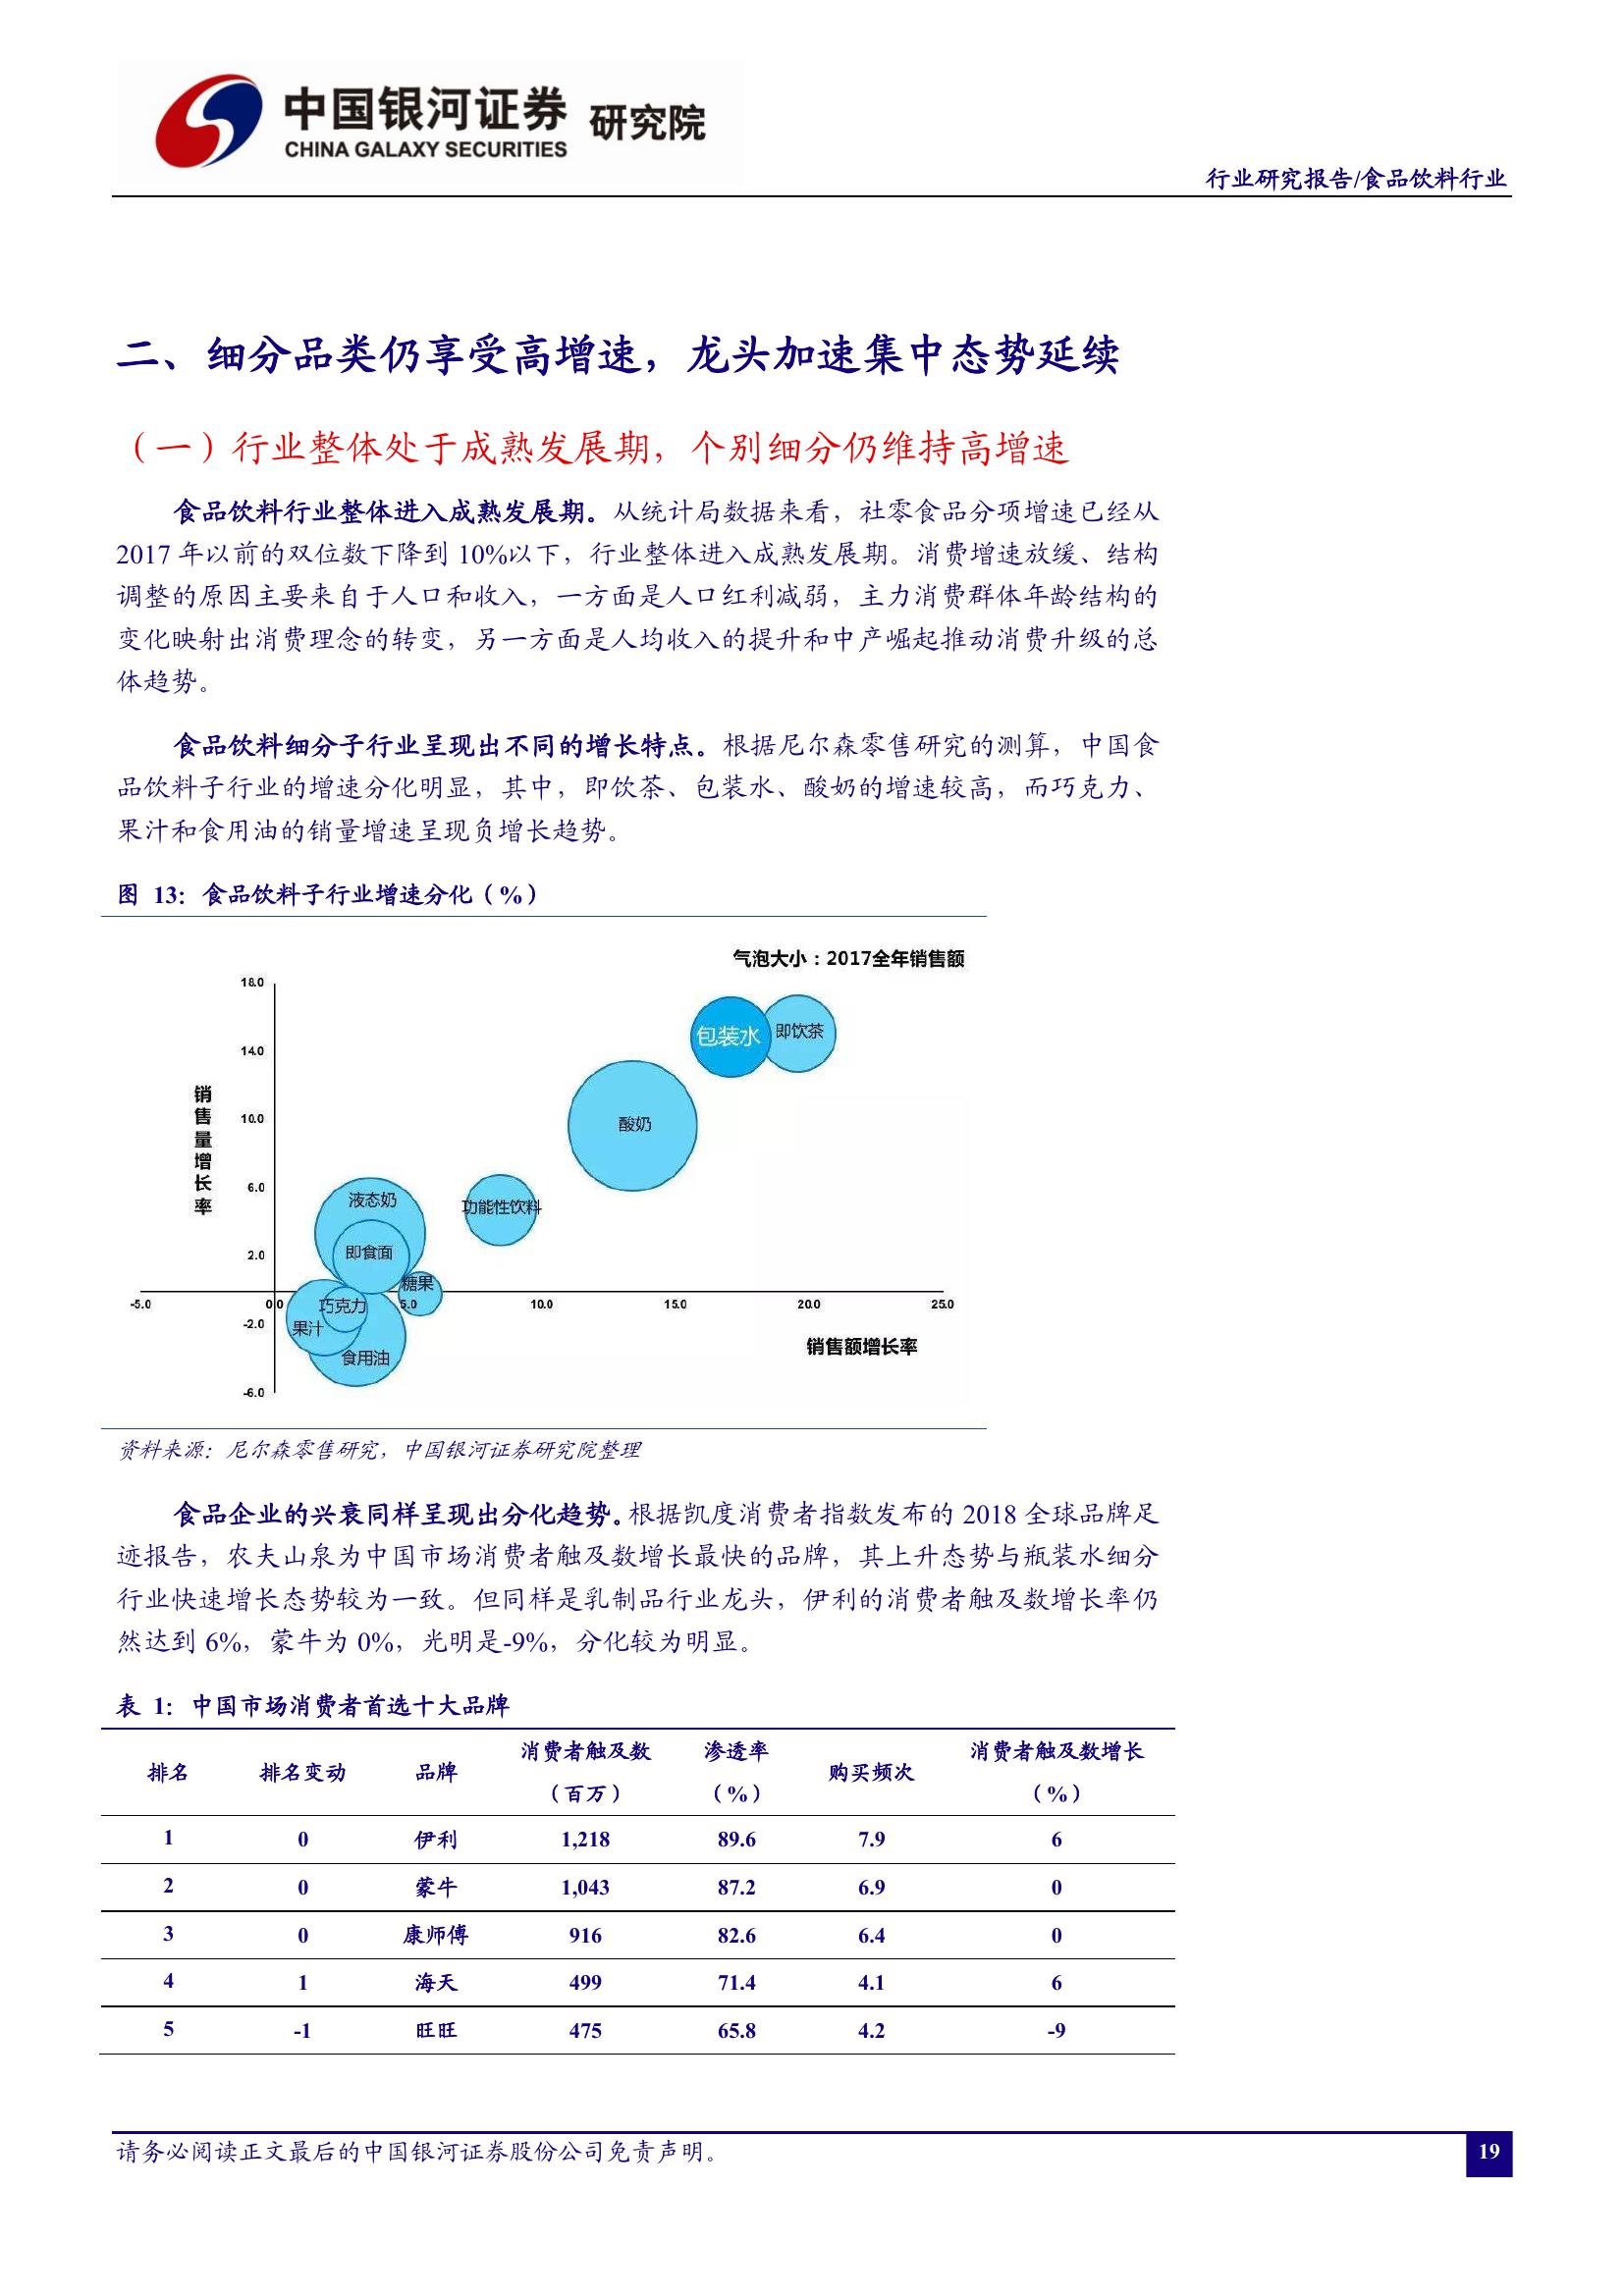 中国银河证券 研究院
CHINA GALAXY SECURITIES
行业研究报告/食品饮料行业
二、细分品类仍享受高增速，龙头加速集中态势延续
（一）行业整体处于成熟发展期，个别细分仍维持高增速
食品饮料行业整体进入成熟发展期。从统计局数据来看，社零食品分项增速已经从
2017 年以前的双位数下降到 10%以下，行业整体进入成熟发展期。消费增速放缓、结构
调整的原因主要来自于人口和收入，一方面是人口红利减弱，主力消费群体年龄结构的
变化映射出消费理念的转变，另一方面是人均收入的提升和中产崛起推动消费升级的总
体趋势。
食品饮料细分子行业呈现出不同的增长特点。根据尼尔森零售研究的测算，中国食
品饮料子行业的增速分化明显，其中，即饮茶、包装水、酸奶的增速较高，而巧克力、
果汁和食用油的销量增速呈现负增长趋势。
图 13：食品饮料子行业增速分化（%）
气泡大小：2017全年销售额
18.0
包装水 即饮茶
14.0
销售量增长率
10.0
酸奶
6.0
液态奶
功能性饮料
2.0
即食面
糖果
-5.0 0.0 巧克力 5.0 10.0 15.0 20.0 25.0
-2.0
果汁
销售额增长率
食用油
-6.0
资料来源：尼尔森零售研究，中国银河证券研究院整理
食品企业的兴衰同样呈现出分化趋势。根据凯度消费者指数发布的 2018 全球品牌足
迹报告，农夫山泉为中国市场消费者触及数增长最快的品牌，其上升态势与瓶装水细分
行业快速增长态势较为一致。但同样是乳制品行业龙头，伊利的消费者触及数增长率仍
然达到 6%，蒙牛为 0%，光明是-9%，分化较为明显。
表 1：中国市场消费者首选十大品牌
排名 排名变动 品牌 消费者触及数（百万） 渗透率（%） 购买频次 消费者触及数增长（%）
1 0 伊利 1,218 89.6 7.9 6
2 0 蒙牛 1,043 87.2 6.9 0
3 0 康师傅 916 82.6 6.4 0
4 1 海天 499 71.4 4.1 6
5 -1 旺旺 475 65.8 4.2 -9
请务必阅读正文最后的中国银河证券股份公司免责声明。
19